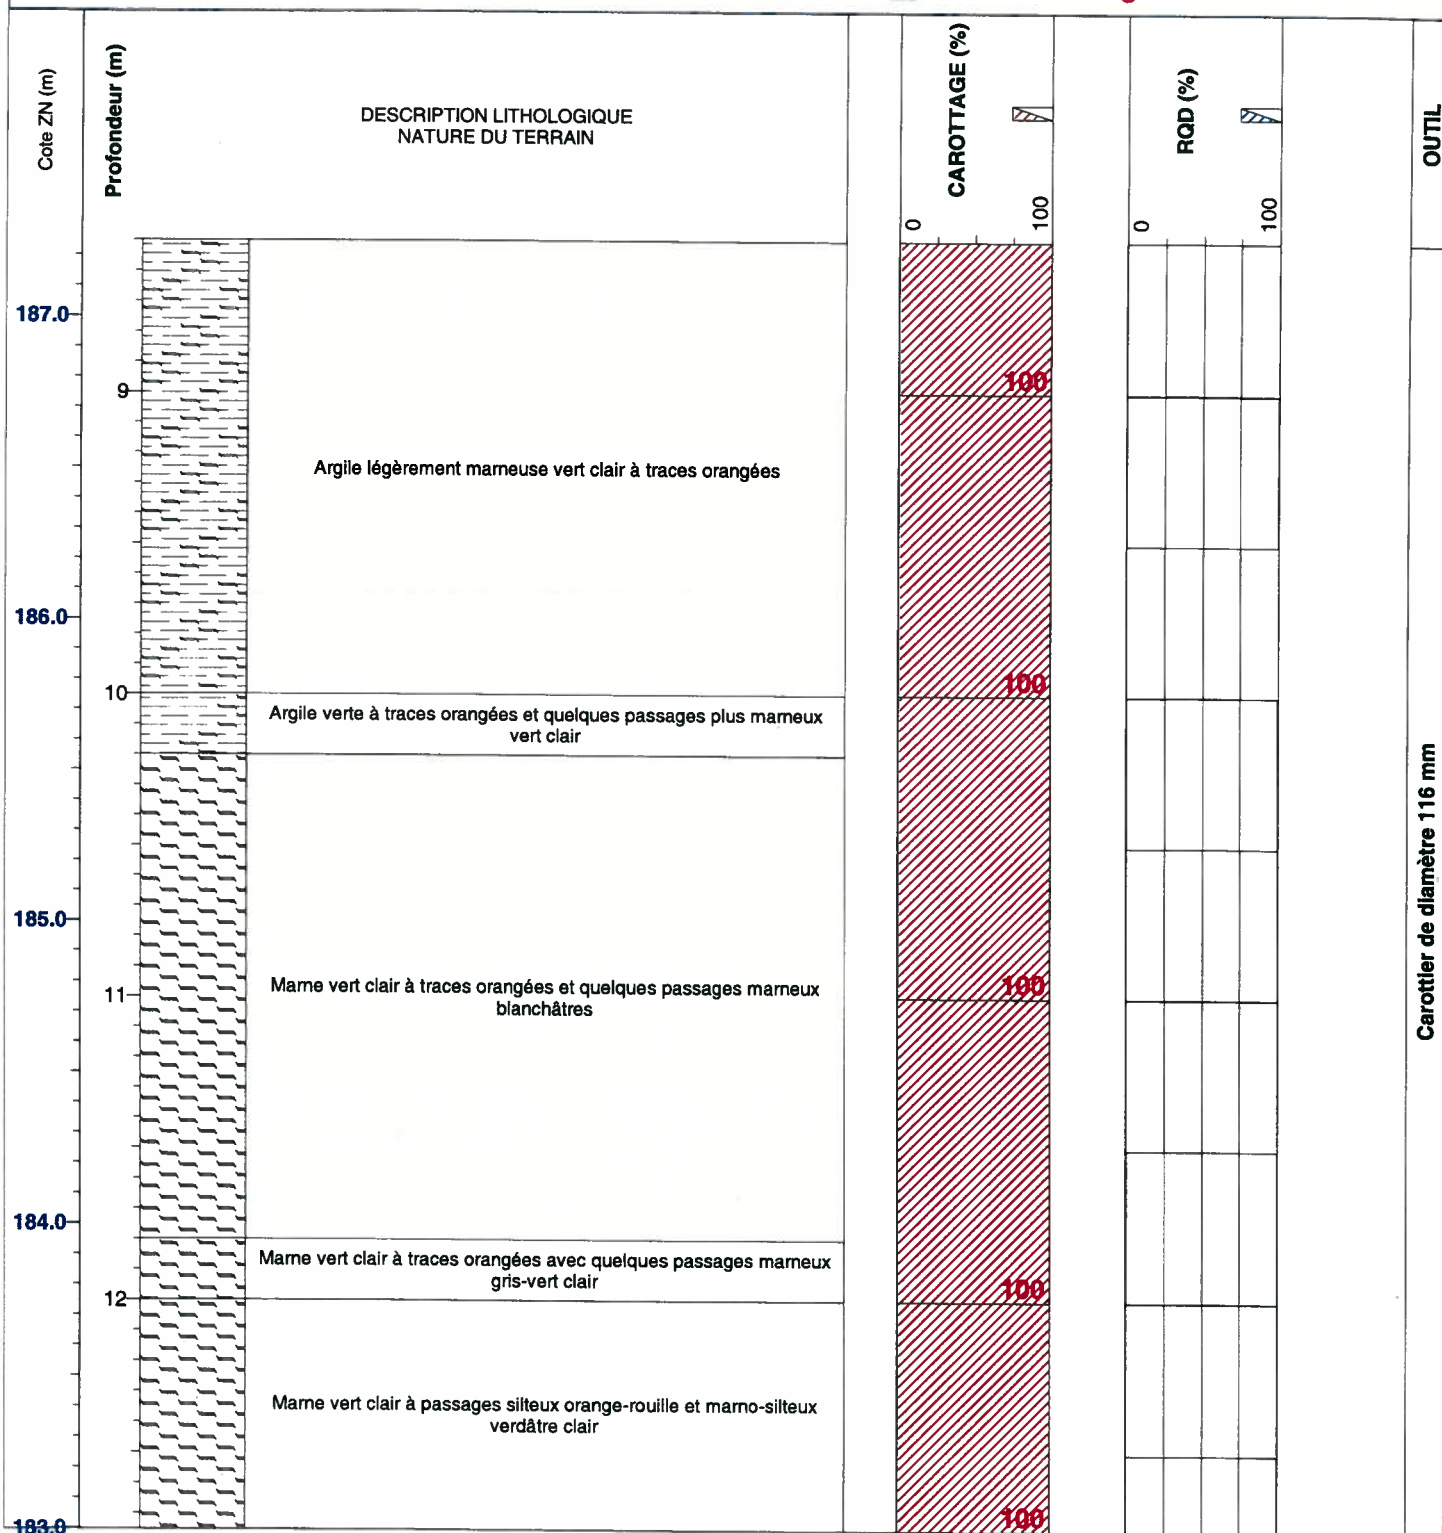 Cote ZN (m)
Profondeur (m)
DESCRIPTION LITHOLOGIQUE
NATURE DU TERRAIN
CAROTTAGE (%)
0
100
RQD (%)
0
100
OUTIL
187.0
9
100
Argile légèrement marneuse vert clair à traces orangées
186.0
10
100
Argile verte à traces orangées et quelques passages plus marneux
vert clair
185.0
11
100
Marne vert clair à traces orangées et quelques passages marneux
blanchâtres
Carottier de diamètre 116 mm
184.0
Marne vert clair à traces orangées avec quelques passages marneux
gris-vert clair
12
100
Marne vert clair à passages silteux orange-rouille et marno-silteux
verdâtre clair
183.0
100